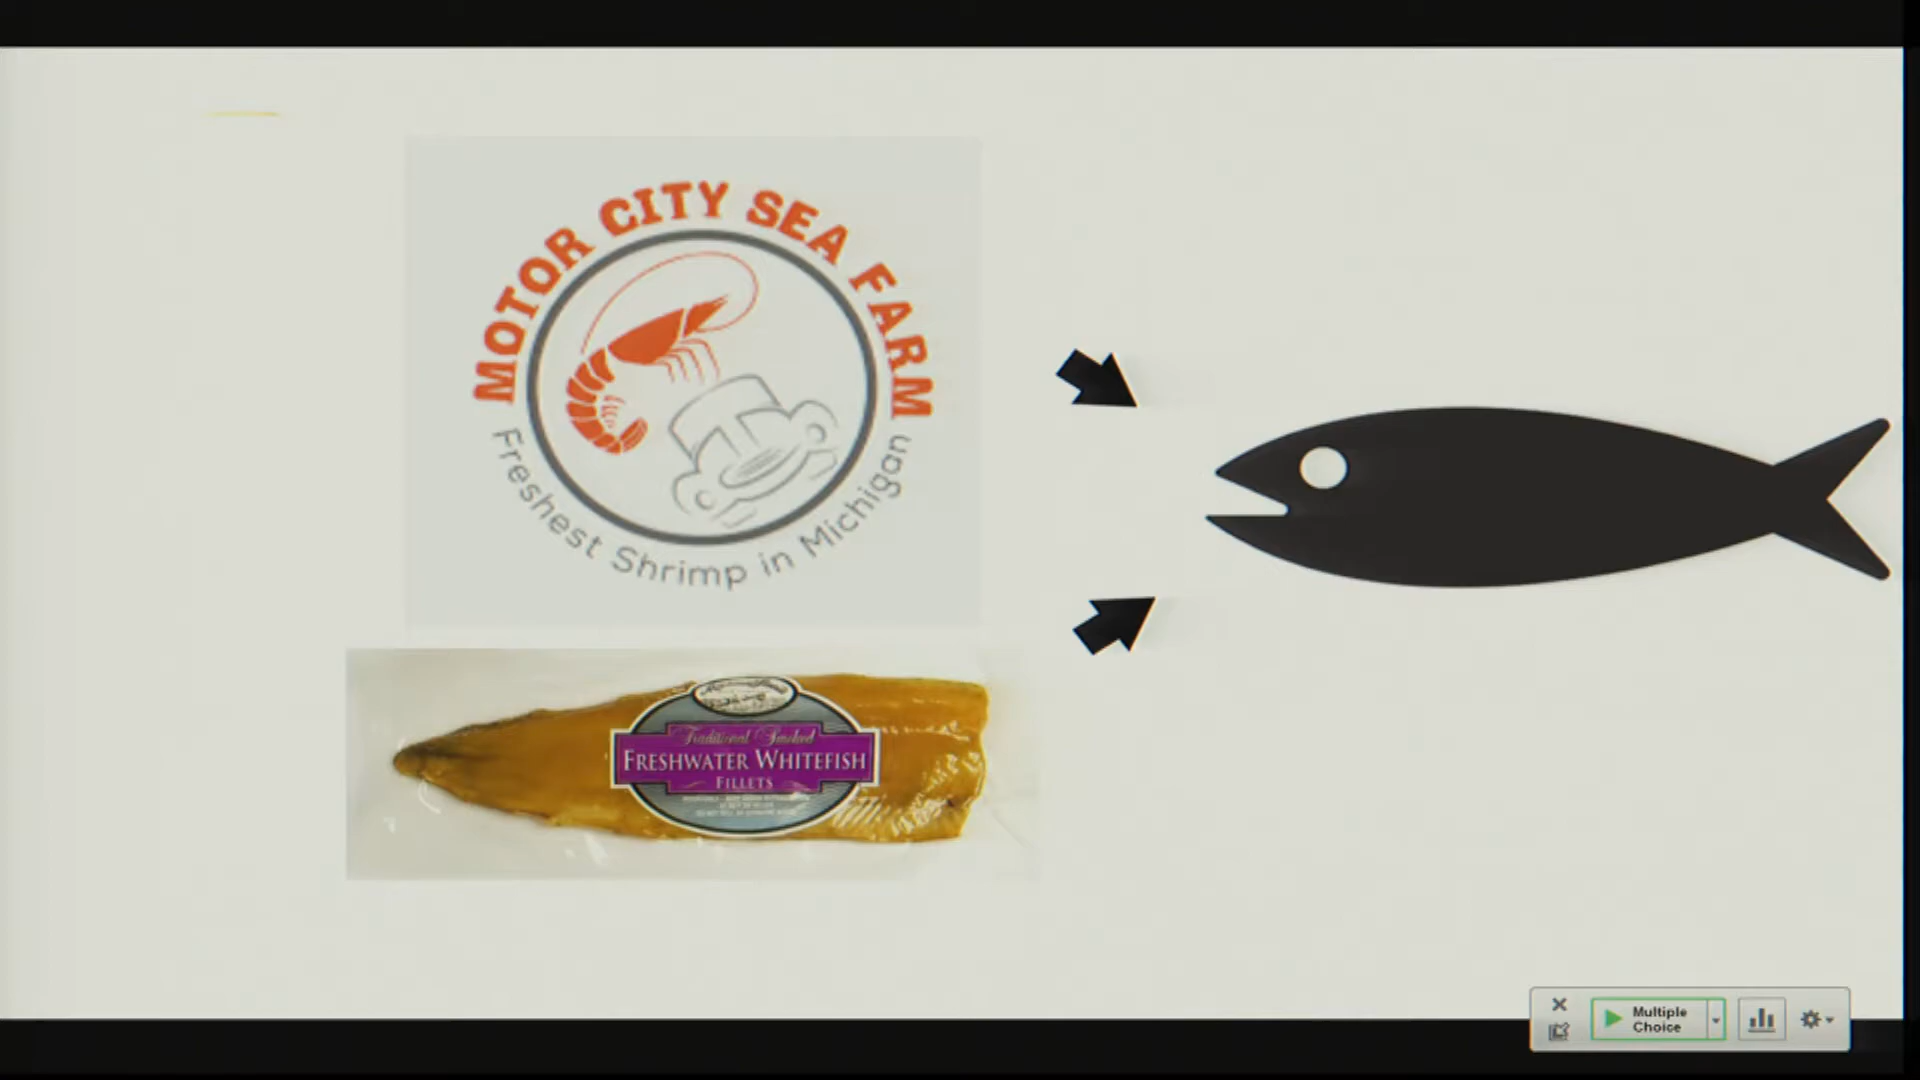 MOTOR CITY SEA FARM
Freshest Shrimp in Michigan
Traditional Smoked
FRESHWATER WHITEFISH
FILLETS
Multiple
Choice